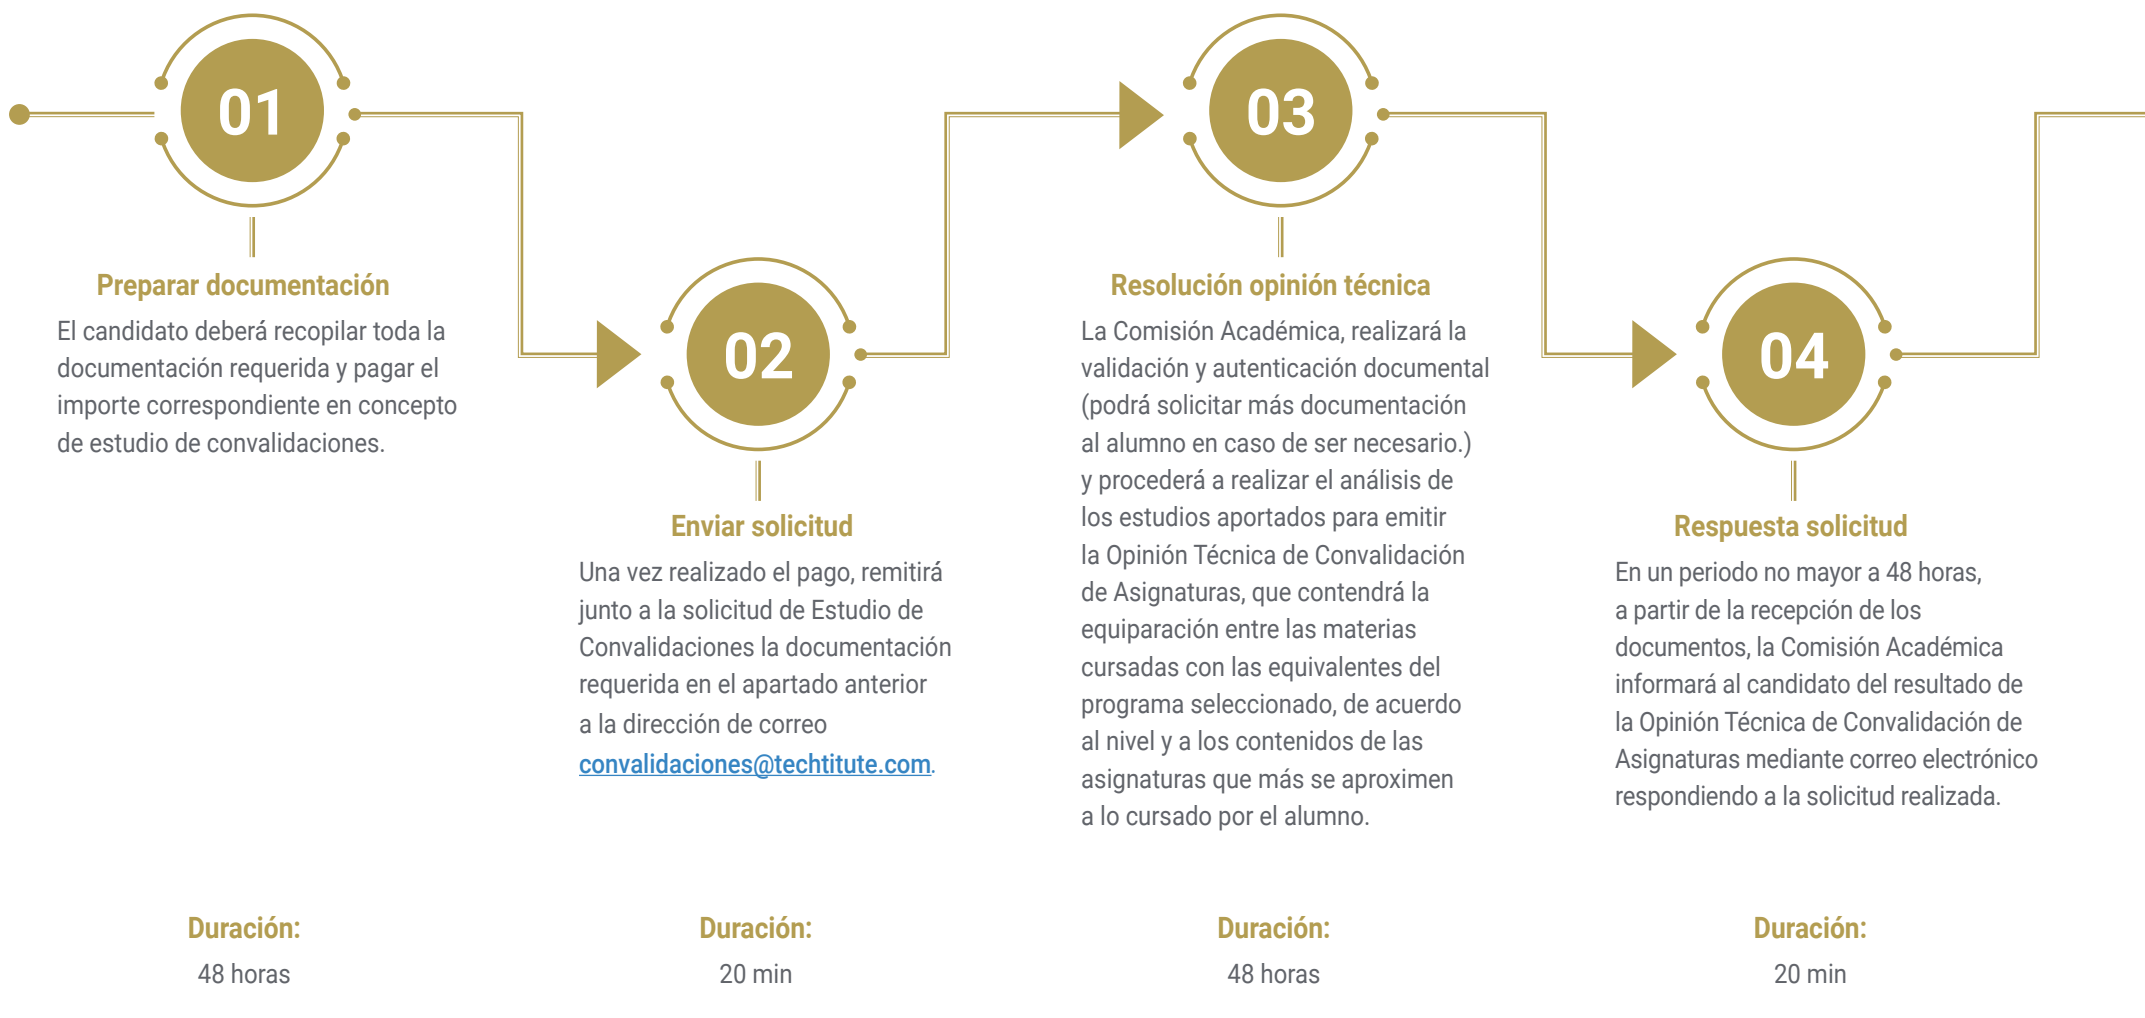 01
Preparar documentación
El candidato deberá recopilar toda la
documentación requerida y pagar el
importe correspondiente en concepto
de estudio de convalidaciones.
Duración:
48 horas
02
Enviar solicitud
Una vez realizado el pago, remitirá
junto a la solicitud de Estudio de
Convalidaciones la documentación
requerida en el apartado anterior
a la dirección de correo
convalidaciones@techtitute.com.
Duración:
20 min
03
Resolución opinión técnica
La Comisión Académica, realizará la
validación y autenticación documental
(podrá solicitar más documentación
al alumno en caso de ser necesario.)
y procederá a realizar el análisis de
los estudios aportados para emitir
la Opinión Técnica de Convalidación
de Asignaturas, que contendrá la
equiparación entre las materias
cursadas con las equivalentes del
programa seleccionado, de acuerdo
al nivel y a los contenidos de las
asignaturas que más se aproximen
a lo cursado por el alumno.
Duración:
48 horas
04
Respuesta solicitud
En un periodo no mayor a 48 horas,
a partir de la recepción de los
documentos, la Comisión Académica
informará al candidato del resultado de
la Opinión Técnica de Convalidación de
Asignaturas mediante correo electrónico
respondiendo a la solicitud realizada.
Duración:
20 min